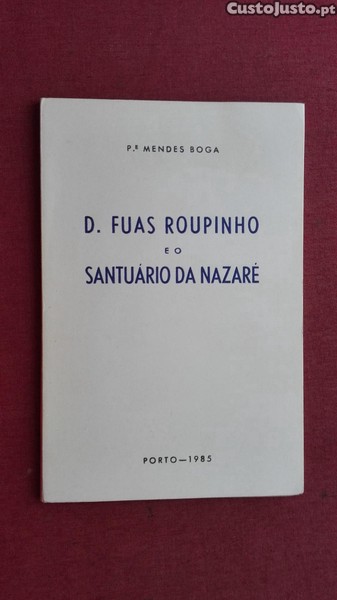 CustoJusto.pt
P.ᴱ MENDES BOGA
D. FUAS ROUPINHO
E O
SANTUÁRIO DA NAZARÉ
PORTO—1985